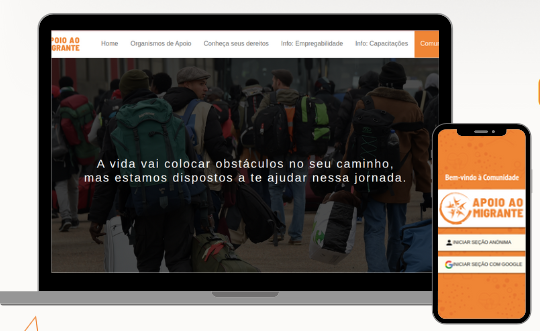 POIO AO
GRANTE
Home Organismos de Apoio Conheça seus direitos Info: Empregabilidade Info: Capacitações Comu
A vida vai colocar obstáculos no seu caminho,
mas estamos dispostos a te ajudar nessa jornada.
Bem-vindo à Comunidade
APOIO AO
MIGRANTE
INICIAR SEÇÃO ANÔNIMA
INICIAR SEÇÃO COM GOOGLE